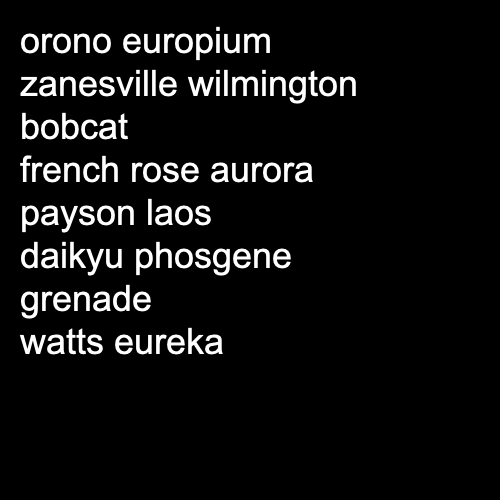 orono europium
zanesville wilmington
bobcat
french rose aurora
payson laos
daikyu phosgene
grenade
watts eureka